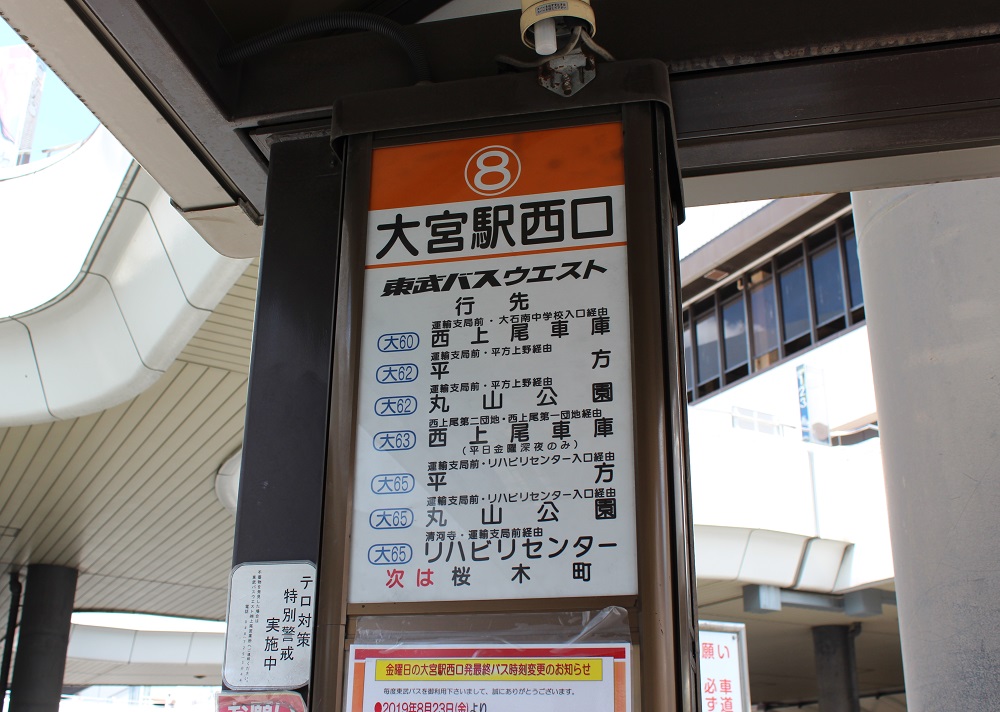 ⑧
大宮駅西口
東武バスウエスト
行先
運輸支局前・大石南中学校入口経由
大60 西上尾車庫
運輸支局前・平方上野経由
大62 平方
運輸支局前・平方上野経由
大62 丸山公園
西上尾第二団地・西上尾第一団地経由
大63 西上尾車庫
(平日金曜深夜のみ)
運輸支局前・リハビリセンター入口経由
大65 平方
運輸支局前・リハビリセンター入口経由
大65 丸山公園
清河寺・運輸支局前経由
大65 リハビリセンター
次は 桜木町
テロ対策
特別警戒
実施中
金曜日の大宮駅西口発最終バス時刻変更のお知らせ
毎度東武バスを御利用下さいまして、誠にありがとうございます。
●2019年8月23日(金)より
願い
車道
必ず